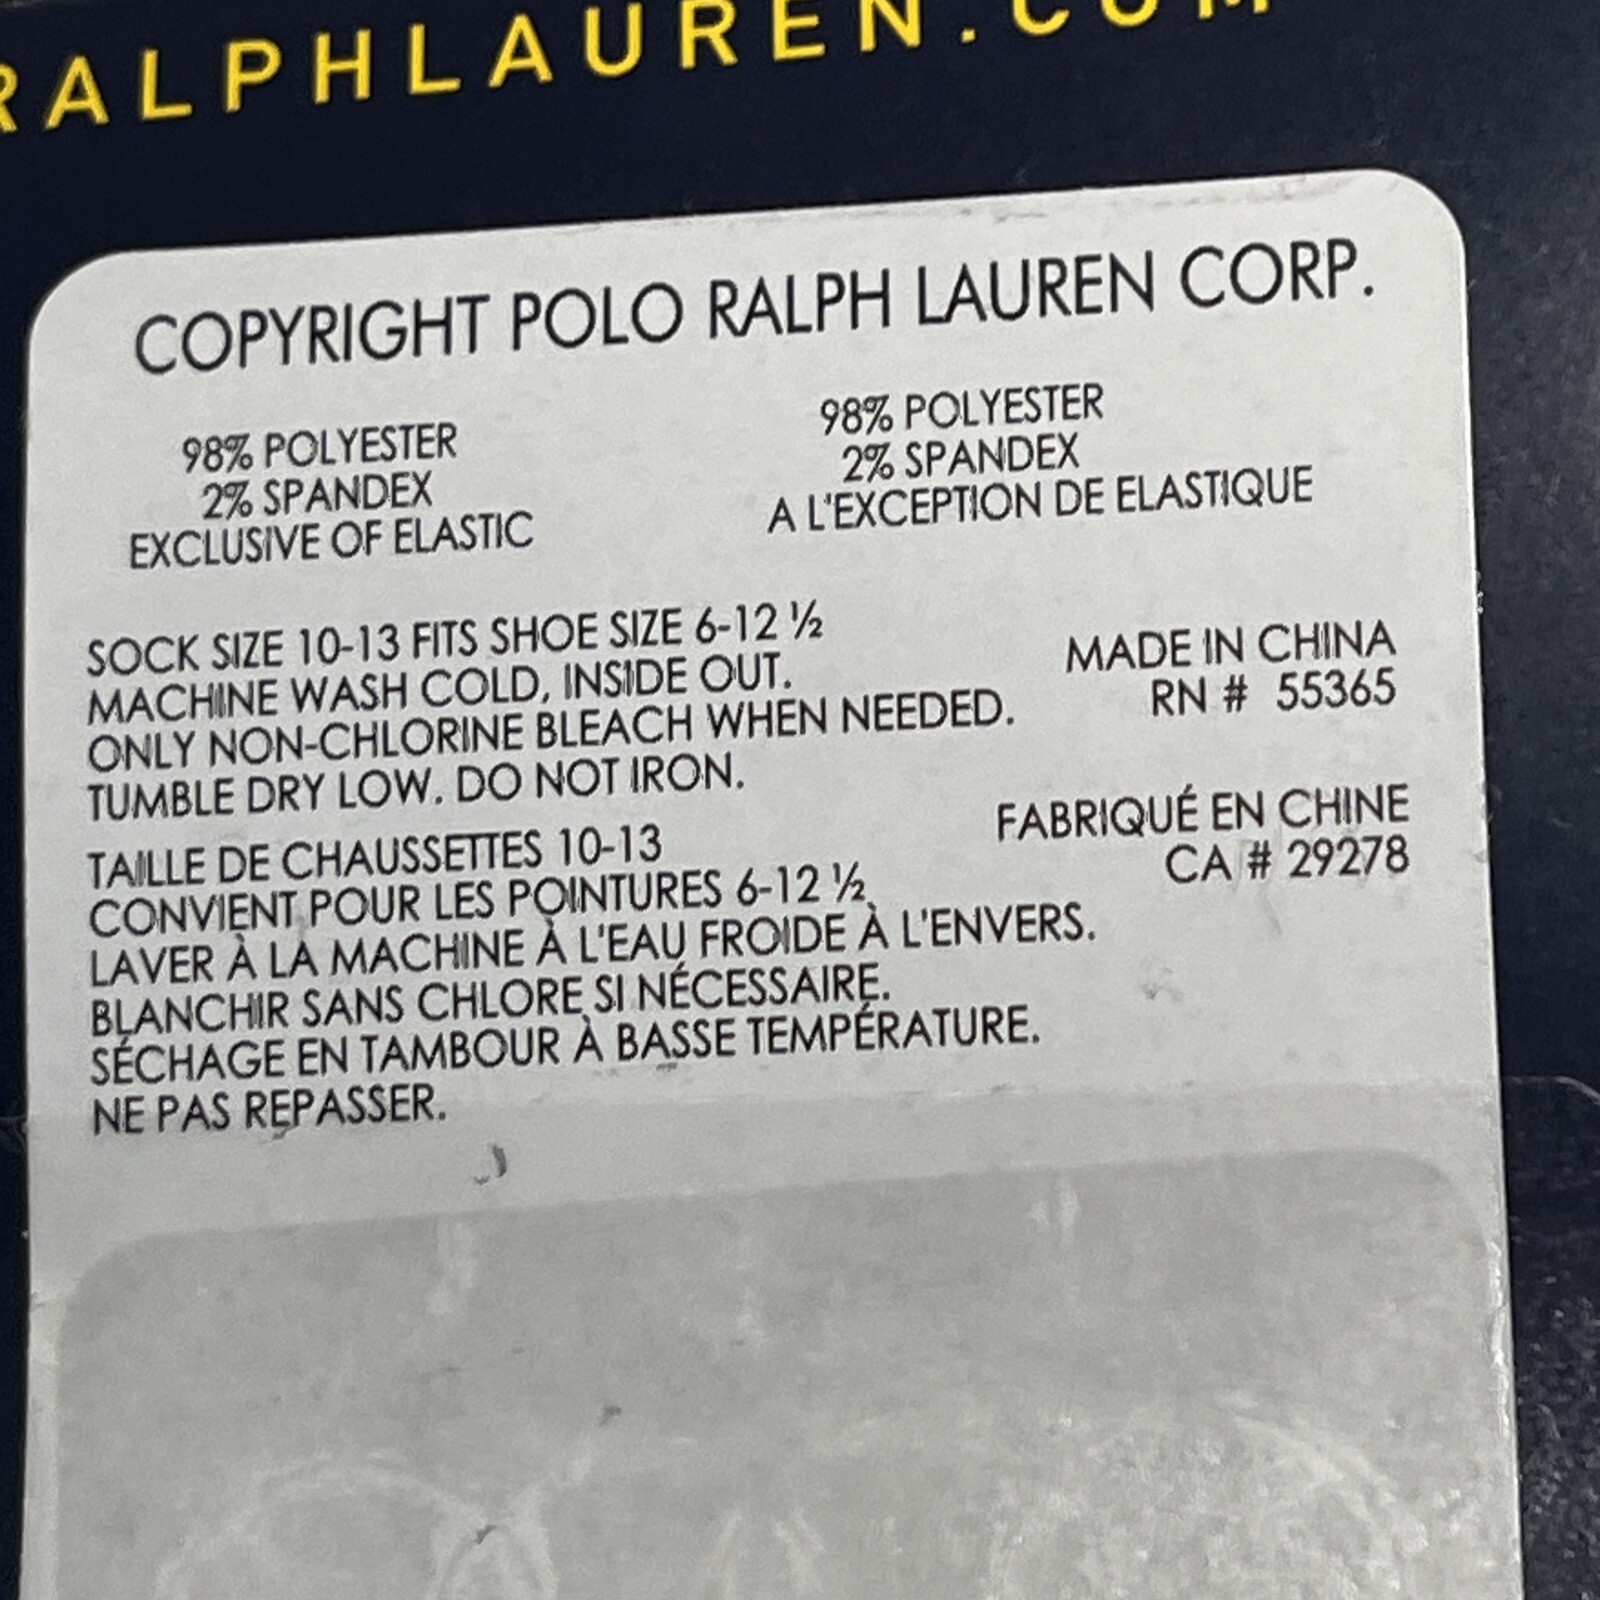 RALPHLAUREN.COM
COPYRIGHT POLO RALPH LAUREN CORP.
98% POLYESTER
2% SPANDEX
EXCLUSIVE OF ELASTIC
98% POLYESTER
2% SPANDEX
A L'EXCEPTION DE ELASTIQUE
SOCK SIZE 10-13 FITS SHOE SIZE 6-12 ½
MACHINE WASH COLD, INSIDE OUT.
ONLY NON-CHLORINE BLEACH WHEN NEEDED.
TUMBLE DRY LOW. DO NOT IRON.
MADE IN CHINA
RN # 55365
TAILLE DE CHAUSSETTES 10-13
CONVIENT POUR LES POINTURES 6-12 ½
LAVER À LA MACHINE À L'EAU FROIDE À L'ENVERS.
BLANCHIR SANS CHLORE SI NÉCESSAIRE.
SÉCHAGE EN TAMBOUR À BASSE TEMPÉRATURE.
NE PAS REPASSER.
FABRIQUÉ EN CHINE
CA # 29278